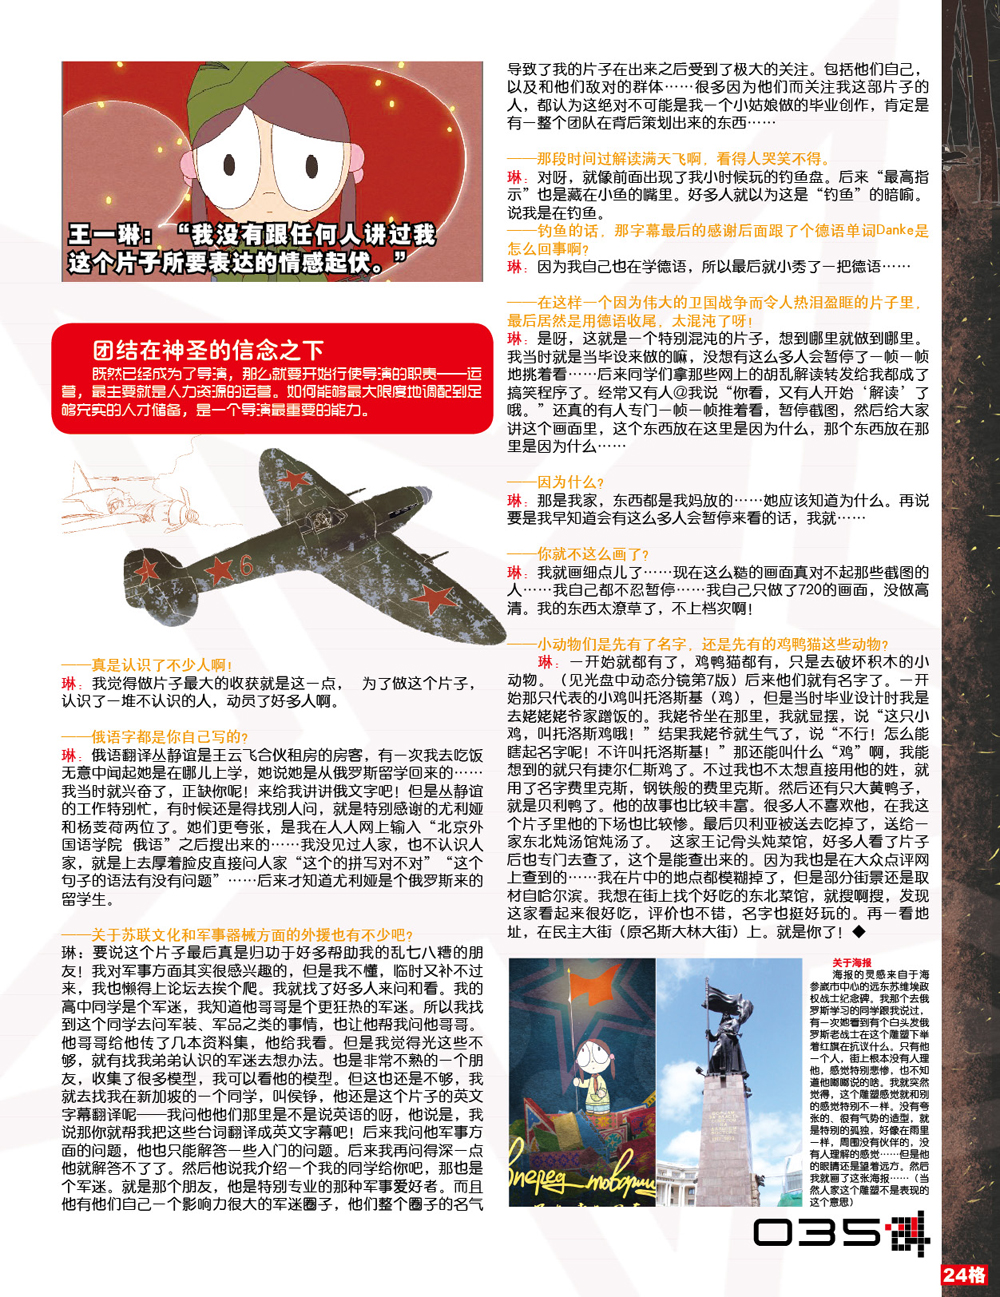 王一琳：“我没有跟任何人讲过我
这个片子所要表达的情感起伏。”
团结在神圣的信念之下
既然已经成为了导演，那么就要开始行使导演的职责——运
营，最主要就是人力资源的运营。如何能够最大限度地调配到足
够充实的人才储备，是一个导演最重要的能力。
6
——真是认识了不少人啊！
琳：我觉得做片子最大的收获就是这一点， 为了做这个片子，
认识了一堆不认识的人，动员了好多人啊。
——俄语字都是你自己写的？
琳：俄语翻译丛静谊是王云飞合伙租房的房客，有一次我去吃饭
无意中闻起她是在哪儿上学，她说她是从俄罗斯留学回来的……
我当时就兴奋了，正缺你呢！来给我讲讲俄文字吧！但是丛静谊
的工作特别忙，有时候还是得找别人问，就是特别感谢的尤利娅
和杨芰荷两位了。她们更夸张，是我在人人网上输入“北京外
国语学院 俄语”之后搜出来的……我没见过人家，也不认识人
家，就是上去厚着脸皮直接问人家“这个的拼写对不对”“这个
句子的语法有没有问题”……后来才知道尤利娅是个俄罗斯来的
留学生。
——关于苏联文化和军事器械方面的外援也有不少吧？
琳：要说这个片子最后真是归功于好多帮助我的乱七八糟的朋
友！我对军事方面其实很感兴趣的，但是我不懂，临时又补不过
来，我也懒得上论坛去挨个爬。我就找了好多人来问和看。我的
高中同学是个军迷，我知道他哥哥是个更狂热的军迷。所以我找
到这个同学去问军装、军品之类的事情，也让他帮我问他哥哥。
他哥哥给他传了几本资料集，他给我看。但是我觉得光这些不
够，就有找我弟弟认识的军迷去想办法。也是非常不熟的一个朋
友，收集了很多模型，我可以看他的模型。但这也还是不够，我
就去找我在新加坡的一个同学，叫侯铮，他还是这个片子的英文
字幕翻译呢——我问他他们那里是不是说英语的呀，他说是，我
说那你就帮我把这些台词翻译成英文字幕吧！后来我问他军事方
面的问题，他也只能解答一些入门的问题。后来我再问得深一点
他就解答不了了。然后他说我介绍一个我的同学给你吧，那也是
个军迷。就是那个朋友，他是特别专业的那种军事爱好者。而且
他有他们自己一个影响力很大的军迷圈子，他们整个圈子的名气
导致了我的片子在出来之后受到了极大的关注。包括他们自己，
以及和他们敌对的群体……很多因为他们而关注我这部片子的
人，都认为这绝对不可能是我一个小姑娘做的毕业创作，肯定是
有一整个团队在背后策划出来的东西……
——那段时间过解读满天飞啊，看得人哭笑不得。
琳：对呀，就像前面出现了我小时候玩的钓鱼盘。后来“最高指
示”也是藏在小鱼的嘴里。好多人就以为这是“钓鱼”的暗喻。
说我是在钓鱼。
——钓鱼的话，那字幕最后的感谢后面跟了个德语单词Danke是
怎么回事啊？
琳：因为我自己也在学德语，所以最后就小秀了一把德语……
——在这样一个因为伟大的卫国战争而令人热泪盈眶的片子里，
最后居然是用德语收尾，太混沌了呀！
琳：是呀，这就是一个特别混沌的片子，想到哪里就做到哪里。
我当时就是当毕设来做的嘛，没想有这么多人会暂停了一帧一帧
地挑着看……后来同学们拿那些网上的胡乱解读转发给我都成了
搞笑程序了。经常又有人@我说“你看，又有人开始‘解读’了
哦。”还真的有人专门一帧一帧推着看，暂停截图，然后给大家
讲这个画面里，这个东西放在这里是因为什么，那个东西放在那
里是因为什么……
——因为什么？
琳：那是我家，东西都是我妈放的……她应该知道为什么。再说
要是我早知道会有这么多人会暂停来看的话，我就……
——你就不这么画了？
琳：我就画细点儿了……现在这么糙的画面真对不起那些截图的
人……我自己都不忍暂停……我自己只做了720的画面，没做高
清。我的东西太潦草了，不上档次啊！
——小动物们是先有了名字，还是先有的鸡鸭猫这些动物？
琳：一开始就都有了，鸡鸭猫都有，只是去破坏积木的小
动物。（见光盘中动态分镜第7版）后来他们就有名字了。一开
始那只代表的小鸡叫托洛斯基（鸡），但是当时毕业设计时我是
去姥姥姥爷家蹭饭的。我姥爷坐在那里，我就显摆，说“这只小
鸡，叫托洛斯鸡哦！”结果我姥爷就生气了，说“不行！怎么能
瞎起名字呢！不许叫托洛斯基！”那还能叫什么“鸡”啊，我能
想到的就只有捷尔仁斯鸡了。不过我也不太想直接用他的姓，就
用了名字费里克斯，钢铁般的费里克斯。然后还有只大黄鸭子，
就是贝利鸭了。他的故事也比较丰富。很多人不喜欢他，在我这
个片子里他的下场也比较惨。最后贝利亚被送去吃掉了，送给一
家东北炖汤馆炖汤了。 这家王记骨头炖菜馆，好多人看了片子
后也专门去查了，这个是能查出来的。因为我也是在大众点评网
上查到的……我在片中的地点都模糊掉了，但是部分街景还是取
材自哈尔滨。我想在街上找个好吃的东北菜馆，就搜啊搜，发现
这家看起来很好吃，评价也不错，名字也挺好玩的。再一看地
址，在民主大街（原名斯大林大街）上。就是你了！◆
вперед товарищи
关于海报
海报的灵感来自于海
参崴市中心的远东苏维埃政
权战士纪念碑。我那个去俄
罗斯学习的同学跟我说过，
有一次她看到有个白头发俄
罗斯老战士在这个雕塑下举
着红旗在抗议什么。只有他
一个人，街上根本没有人理
他，感觉特别悲惨，也不知
道他嘟嘟说的啥。我就突然
觉得，这个雕塑感觉就和别
的感觉特别不一样。没有夸
张的、很有气势的造型，就
是特别的孤独，好像在雨里
一样，周围没有伙伴的，没
有人理解的感觉……但是他
的眼睛还是望着远方。然后
我就画了这张海报……（当
然人家这个雕塑不是表现的
这个意思）
035
24格